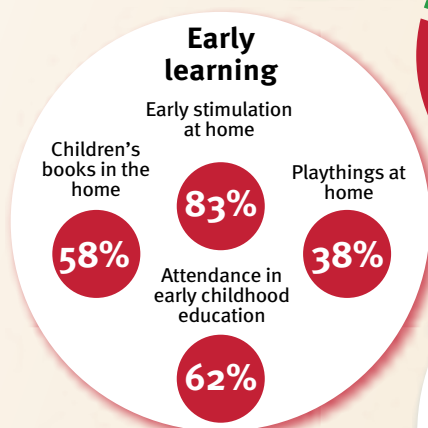 Early
learning
Early stimulation
at home
83%
Children's
books in the
home
58%
Playthings at
home
38%
Attendance in
early childhood
education
62%